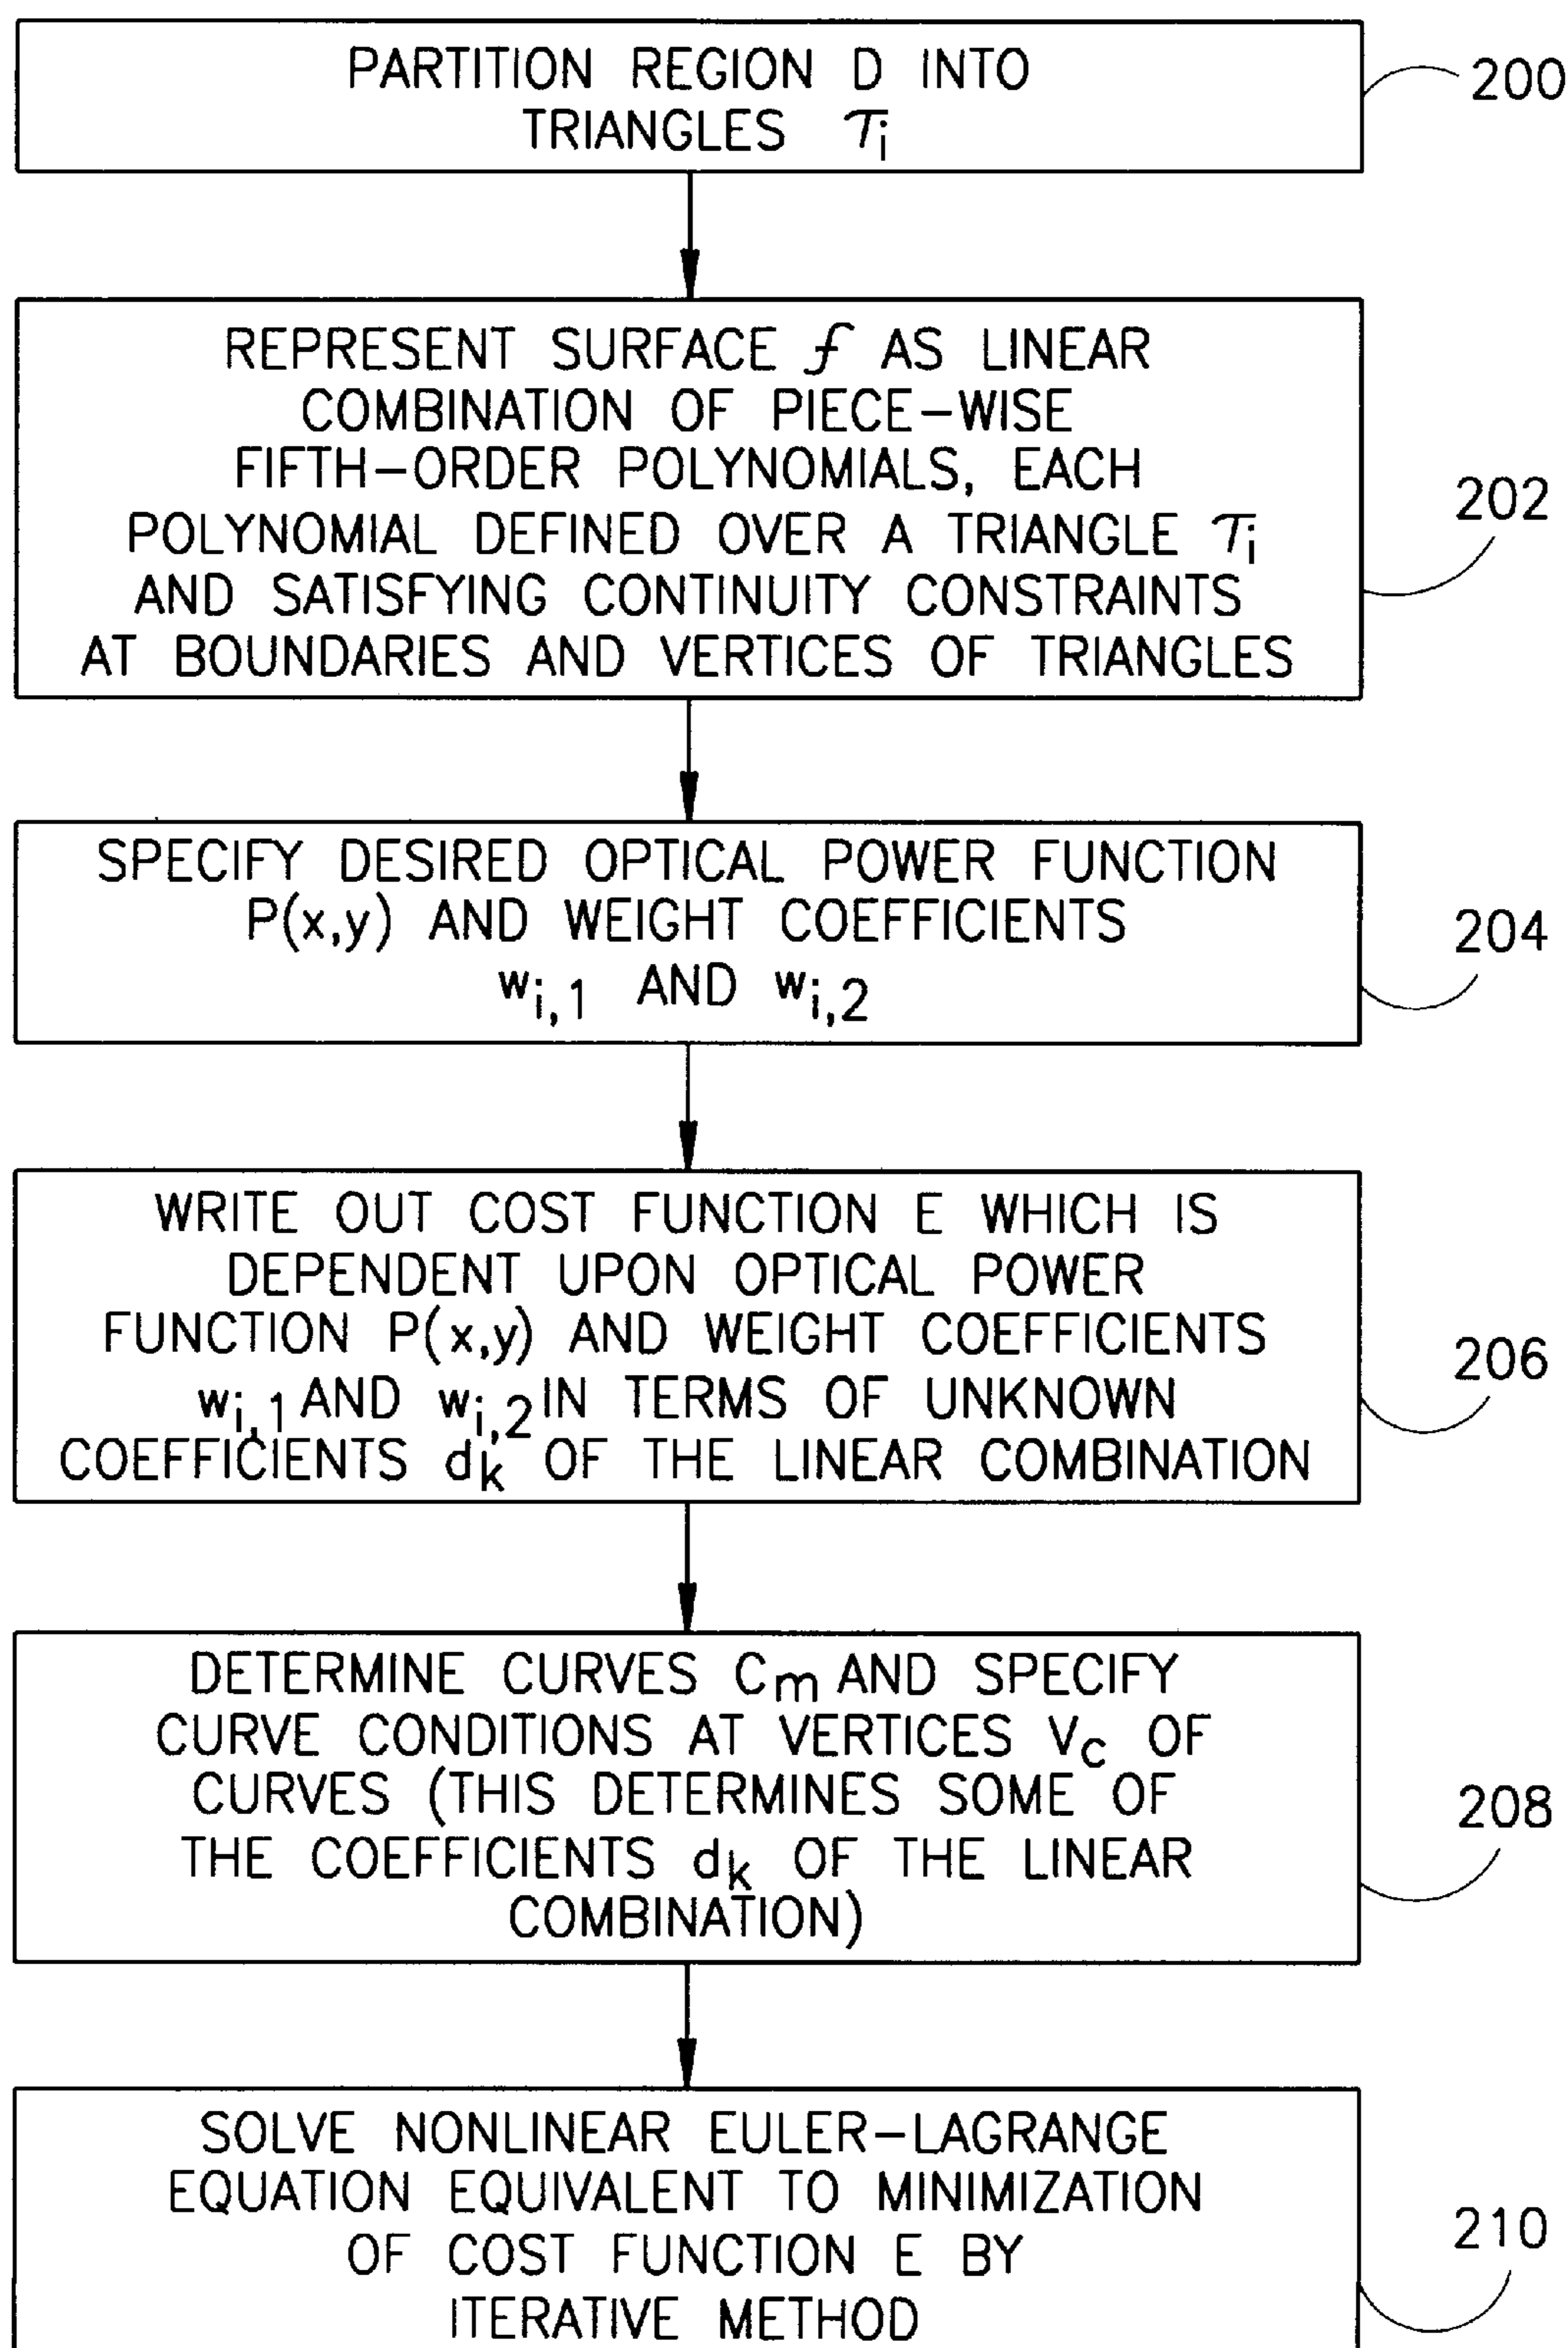 PARTITION REGION D INTO
TRIANGLES τi
200
REPRESENT SURFACE f AS LINEAR
COMBINATION OF PIECE-WISE
FIFTH-ORDER POLYNOMIALS, EACH
POLYNOMIAL DEFINED OVER A TRIANGLE τi
AND SATISFYING CONTINUITY CONSTRAINTS
AT BOUNDARIES AND VERTICES OF TRIANGLES
202
SPECIFY DESIRED OPTICAL POWER FUNCTION
P(x,y) AND WEIGHT COEFFICIENTS
wi,1 AND wi,2
204
WRITE OUT COST FUNCTION E WHICH IS
DEPENDENT UPON OPTICAL POWER
FUNCTION P(x,y) AND WEIGHT COEFFICIENTS
wi,1 AND wi,2 IN TERMS OF UNKNOWN
COEFFICIENTS dk OF THE LINEAR COMBINATION
206
DETERMINE CURVES Cm AND SPECIFY
CURVE CONDITIONS AT VERTICES Vc OF
CURVES (THIS DETERMINES SOME OF
THE COEFFICIENTS dk OF THE LINEAR
COMBINATION)
208
SOLVE NONLINEAR EULER-LAGRANGE
EQUATION EQUIVALENT TO MINIMIZATION
OF COST FUNCTION E BY
ITERATIVE METHOD
210